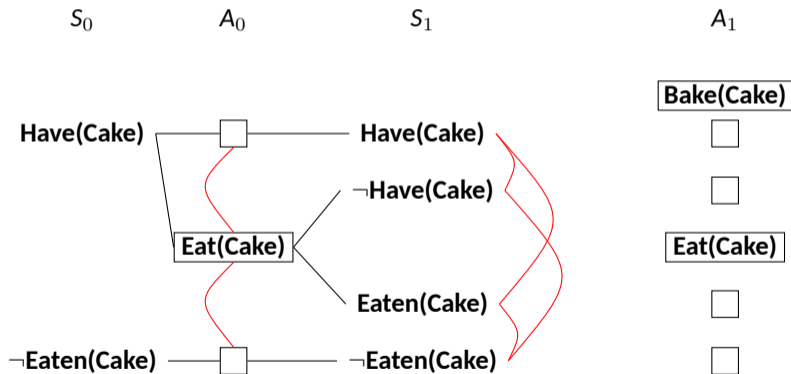 S0 A0 S1 A1
Bake(Cake)
Have(Cake) Have(Cake)
¬Have(Cake)
Eat(Cake) Eat(Cake)
Eaten(Cake)
¬Eaten(Cake) ¬Eaten(Cake)